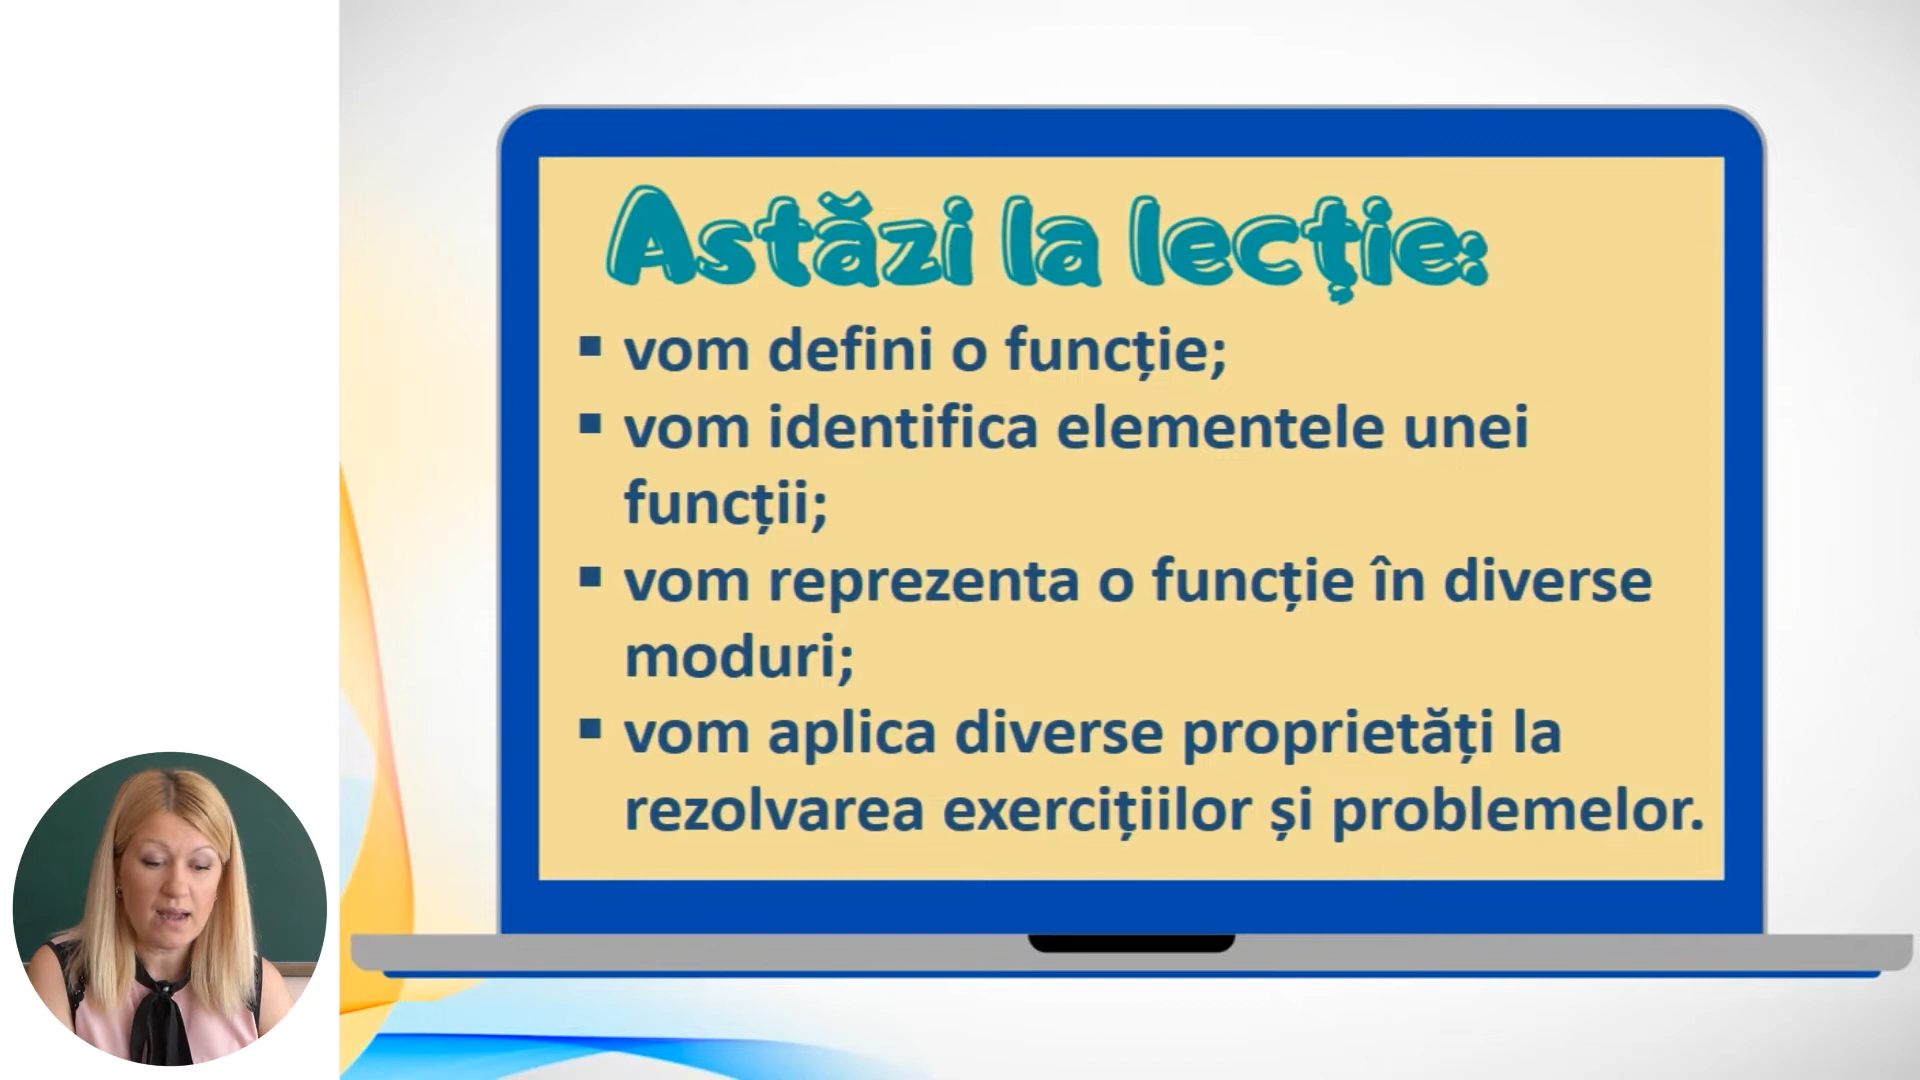 Astăzi la lecţie:
▪ vom defini o funcție;
▪ vom identifica elementele unei
funcții;
▪ vom reprezenta o funcție în diverse
moduri;
▪ vom aplica diverse proprietăți la
rezolvarea exercițiilor și problemelor.